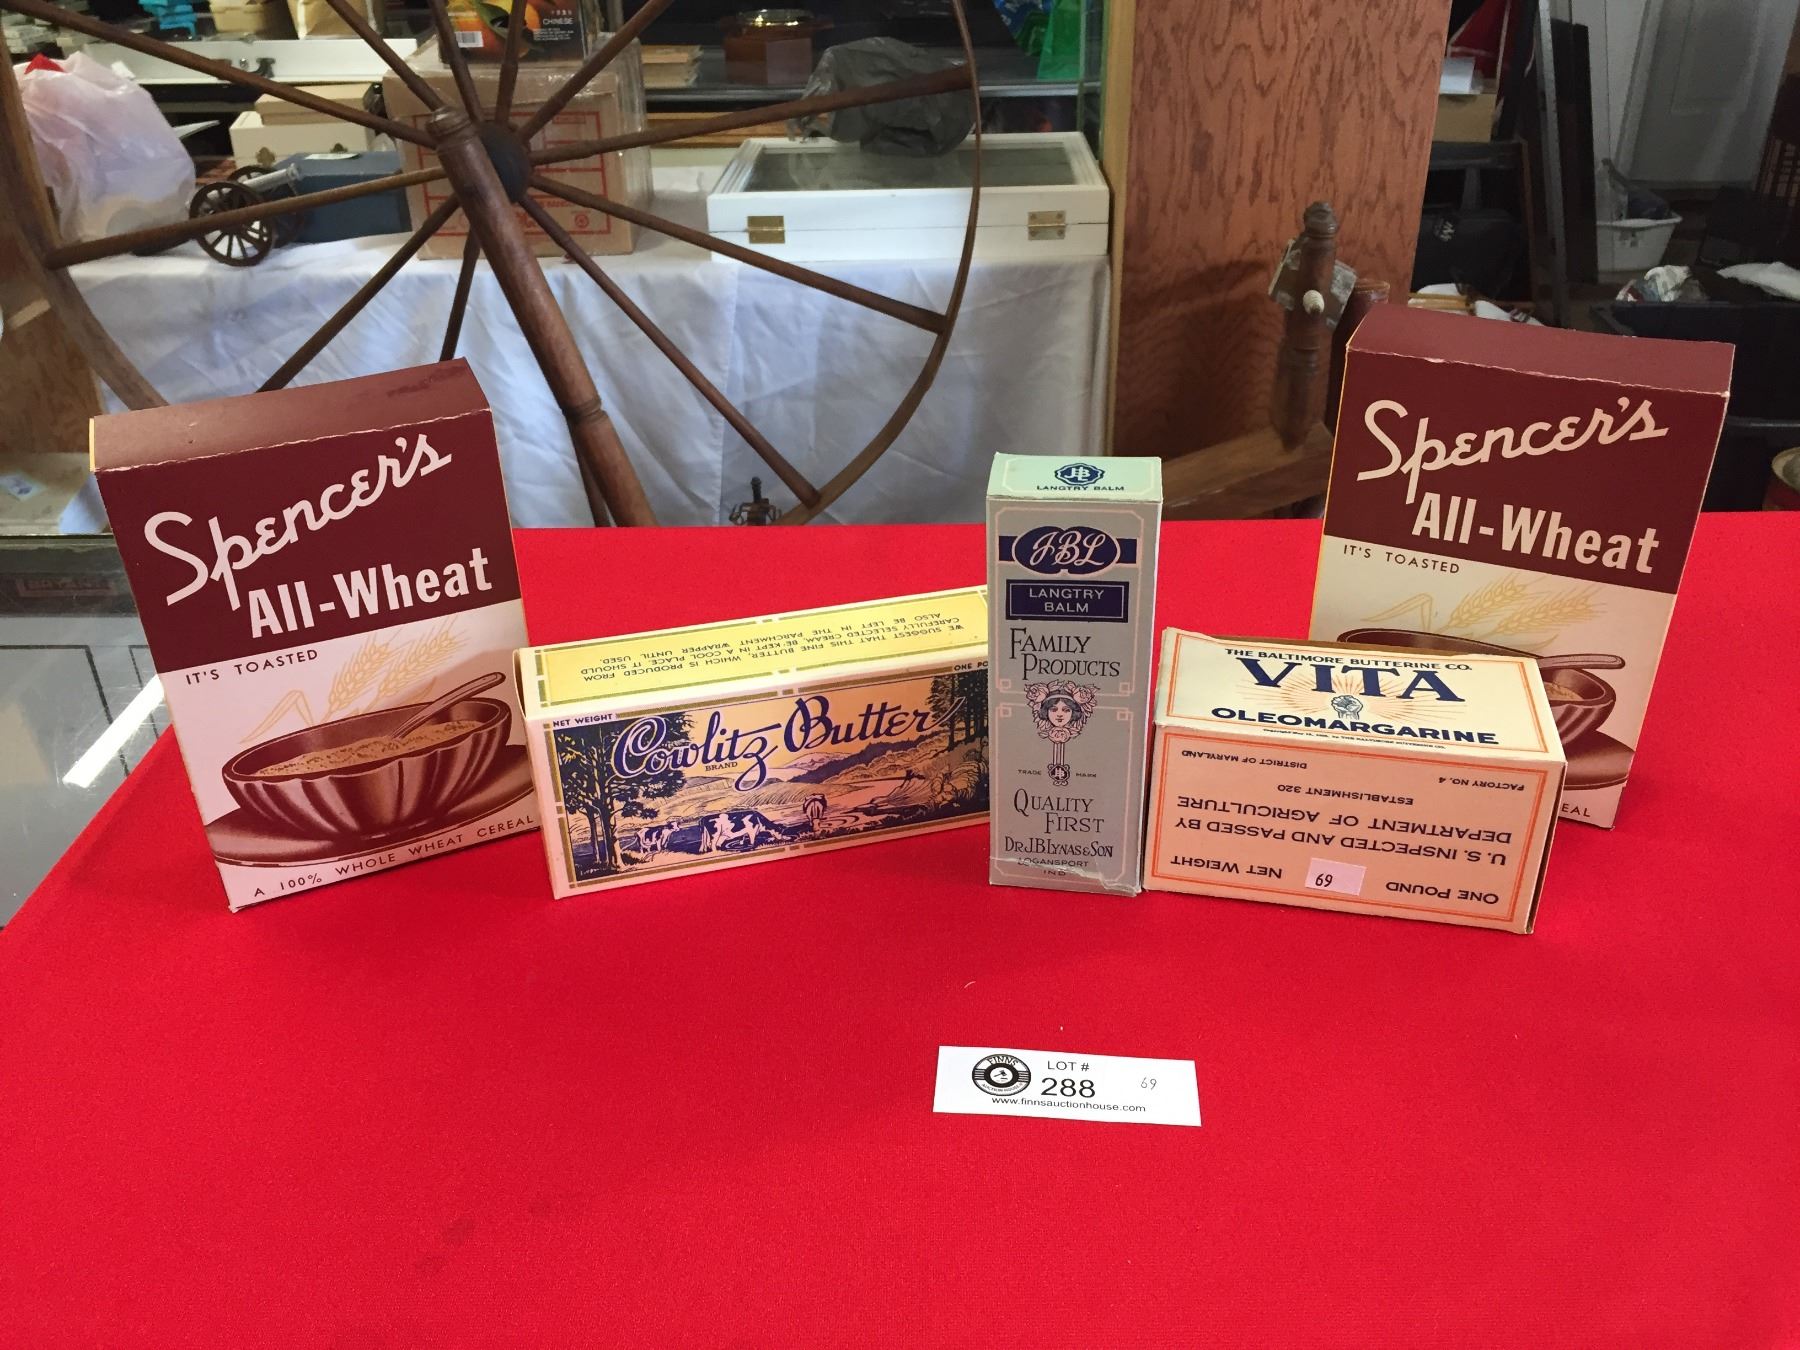 CHINESE
Spencer's
All-Wheat
IT'S TOASTED
A 100% WHOLE WHEAT CEREAL
WE SUGGEST THAT THIS FINE BUTTER, WHICH IS PRODUCED FROM
CAREFULLY SELECTED CREAM, BE KEPT IN A COOL PLACE. IT SHOULD
ALSO BE LEFT IN THE PARCHMENT WRAPPER UNTIL USED.
NET WEIGHT
ONE PO
Cowlitz Butter
BRAND
JBL
LANGTRY BALM
JBL
LANGTRY
BALM
FAMILY
PRODUCTS
TRADE MARK
QUALITY
FIRST
DR. J.B. LYNAS & SON
LOGANSPORT
IND
THE BALTIMORE BUTTERINE CO.
VITA
OLEOMARGARINE
FACTORY NO. 4
DISTRICT OF MARYLAND
ESTABLISHMENT 320
DEPARTMENT OF AGRICULTURE
U. S. INSPECTED AND PASSED BY
ONE POUND NET WEIGHT
69
Spencer's
All-Wheat
IT'S TOASTED
EAL
FINNS
AUCTION HOUSE
LOT #
288
69
www.finnsauctionhouse.com